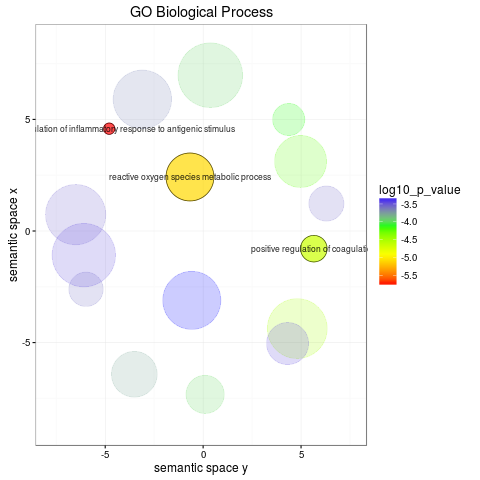 GO Biological Process
lation of inflammatory response to antigenic stimulus
reactive oxygen species metabolic process
positive regulation of coagulati
semantic space x
5
0
-5
-5 0 5
semantic space y
log10_p_value
-3.5
-4.0
-4.5
-5.0
-5.5